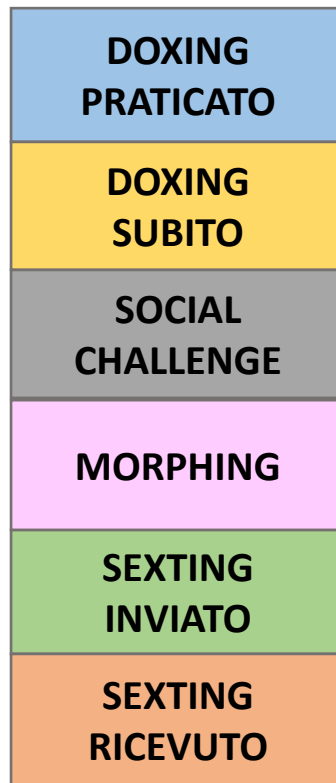 DOXING
PRATICATO
DOXING
SUBITO
SOCIAL
CHALLENGE
MORPHING
SEXTING
INVIATO
SEXTING
RICEVUTO